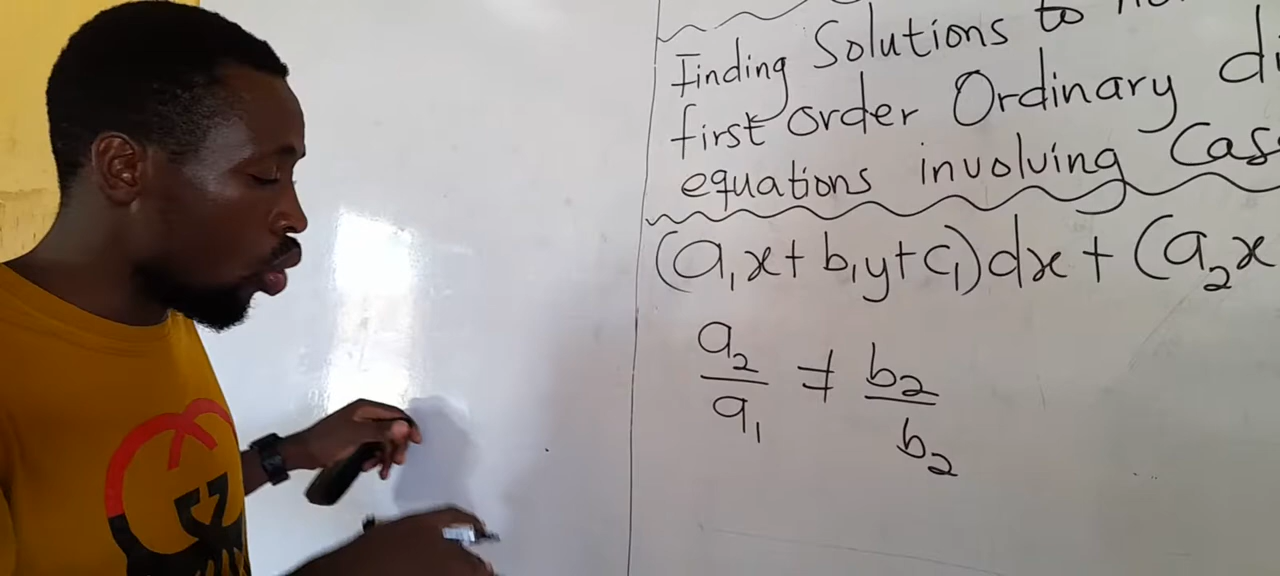 Finding Solutions to
first order Ordinary
equations involving
(a₁x + b₁y + c₁)dx + (a₂x
a₂/a₁ ≠ b₂/b₂